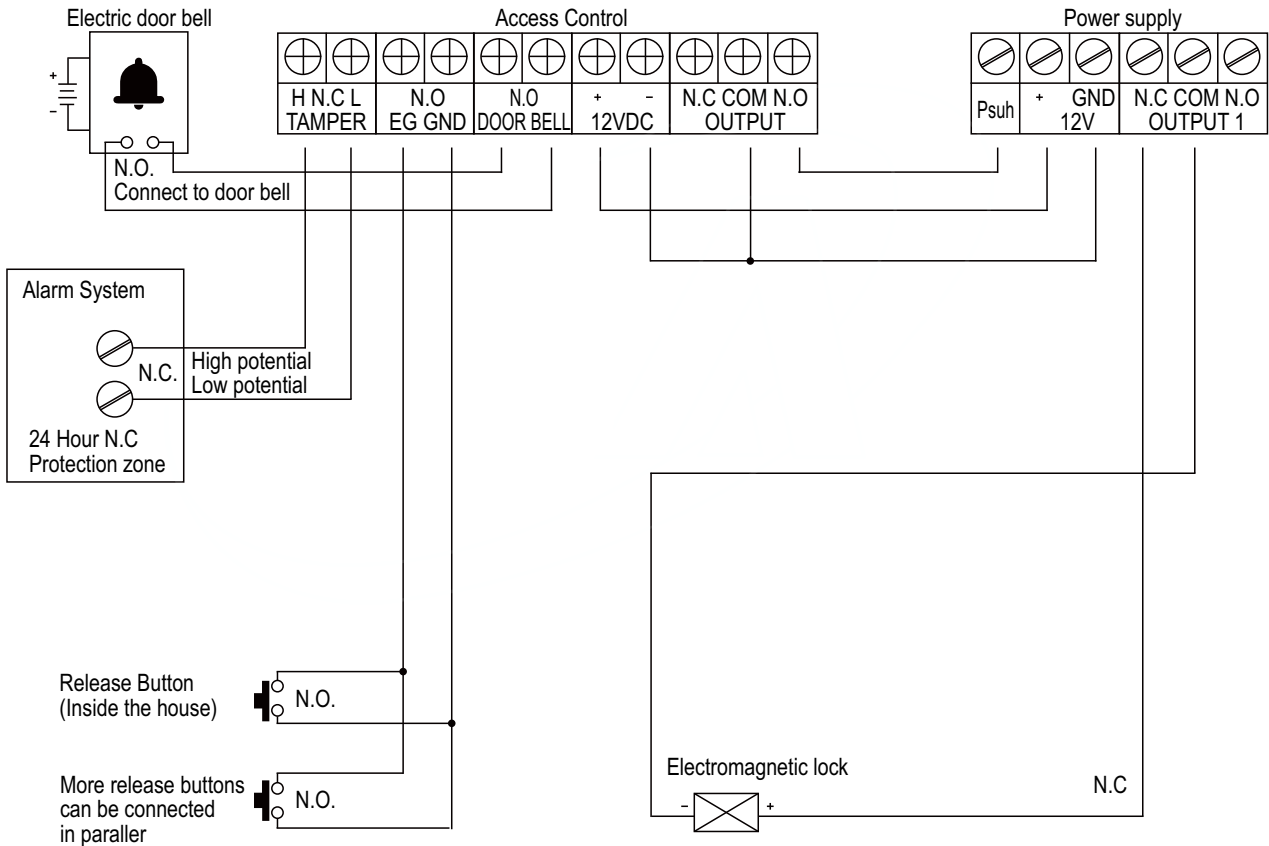 Electric door bell
Access Control
Power supply
+
−
H N.C L
TAMPER
N.O
EG GND
N.O
DOOR BELL
+ −
12VDC
N.C COM N.O
OUTPUT
Psuh
+ GND
12V
N.C COM N.O
OUTPUT 1
N.O.
Connect to door bell
Alarm System
N.C.
High potential
Low potential
24 Hour N.C
Protection zone
Release Button
(Inside the house)
N.O.
More release buttons
can be connected
in paraller
N.O.
Electromagnetic lock
− +
N.C